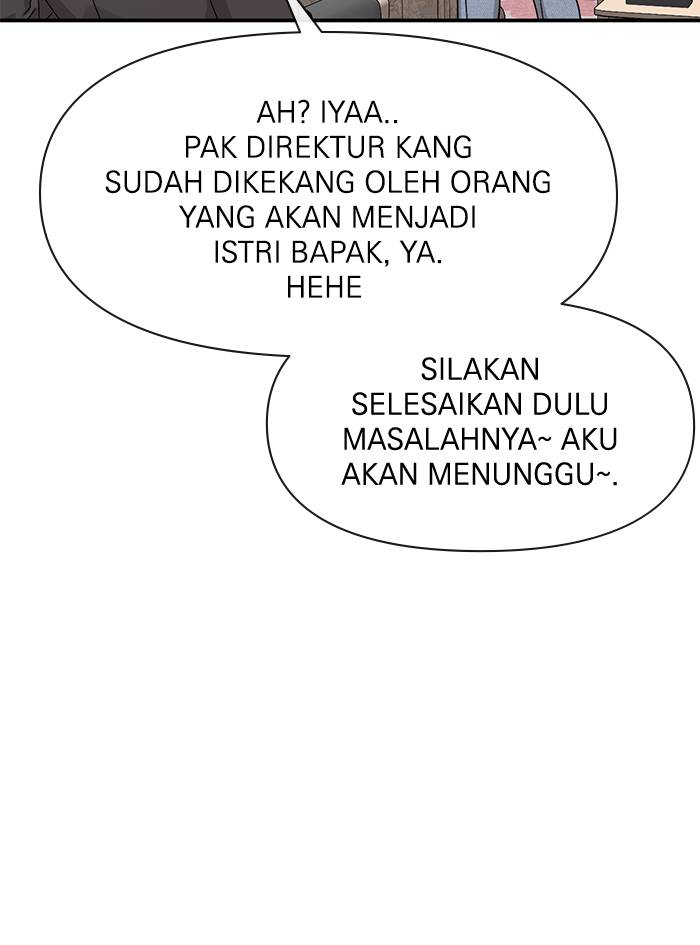 AH? IYAA..
PAK DIREKTUR KANG
SUDAH DIKEKANG OLEH ORANG
YANG AKAN MENJADI
ISTRI BAPAK, YA.
HEHE
SILAKAN
SELESAIKAN DULU
MASALAHNYA~ AKU
AKAN MENUNGGU~.